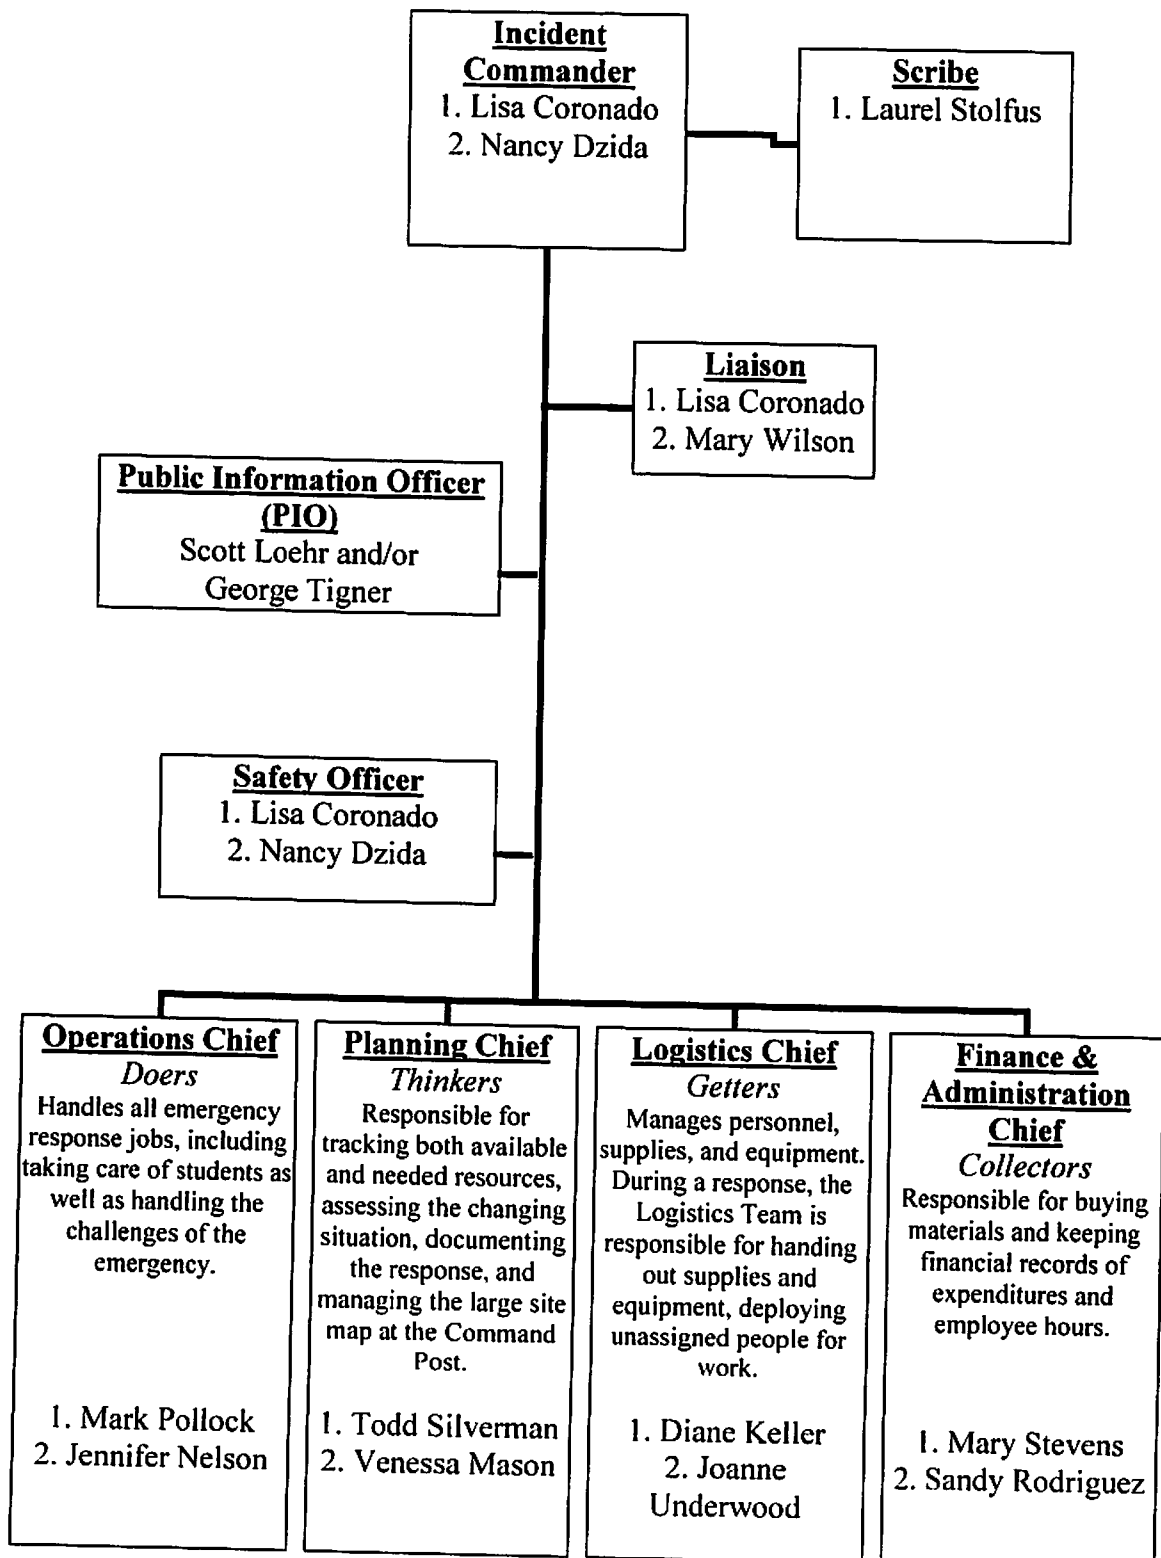 Incident
Commander
1. Lisa Coronado
2. Nancy Dzida
Scribe
1. Laurel Stolfus
Liaison
1. Lisa Coronado
2. Mary Wilson
Public Information Officer
(PIO)
Scott Loehr and/or
George Tigner
Safety Officer
1. Lisa Coronado
2. Nancy Dzida
Operations Chief
Doers
Handles all emergency
response jobs, including
taking care of students as
well as handling the
challenges of the
emergency.
1. Mark Pollock
2. Jennifer Nelson
Planning Chief
Thinkers
Responsible for
tracking both available
and needed resources,
assessing the changing
situation, documenting
the response, and
managing the large site
map at the Command
Post.
1. Todd Silverman
2. Venessa Mason
Logistics Chief
Getters
Manages personnel,
supplies, and equipment.
During a response, the
Logistics Team is
responsible for handing
out supplies and
equipment, deploying
unassigned people for
work.
1. Diane Keller
2. Joanne
Underwood
Finance &
Administration
Chief
Collectors
Responsible for buying
materials and keeping
financial records of
expenditures and
employee hours.
1. Mary Stevens
2. Sandy Rodriguez